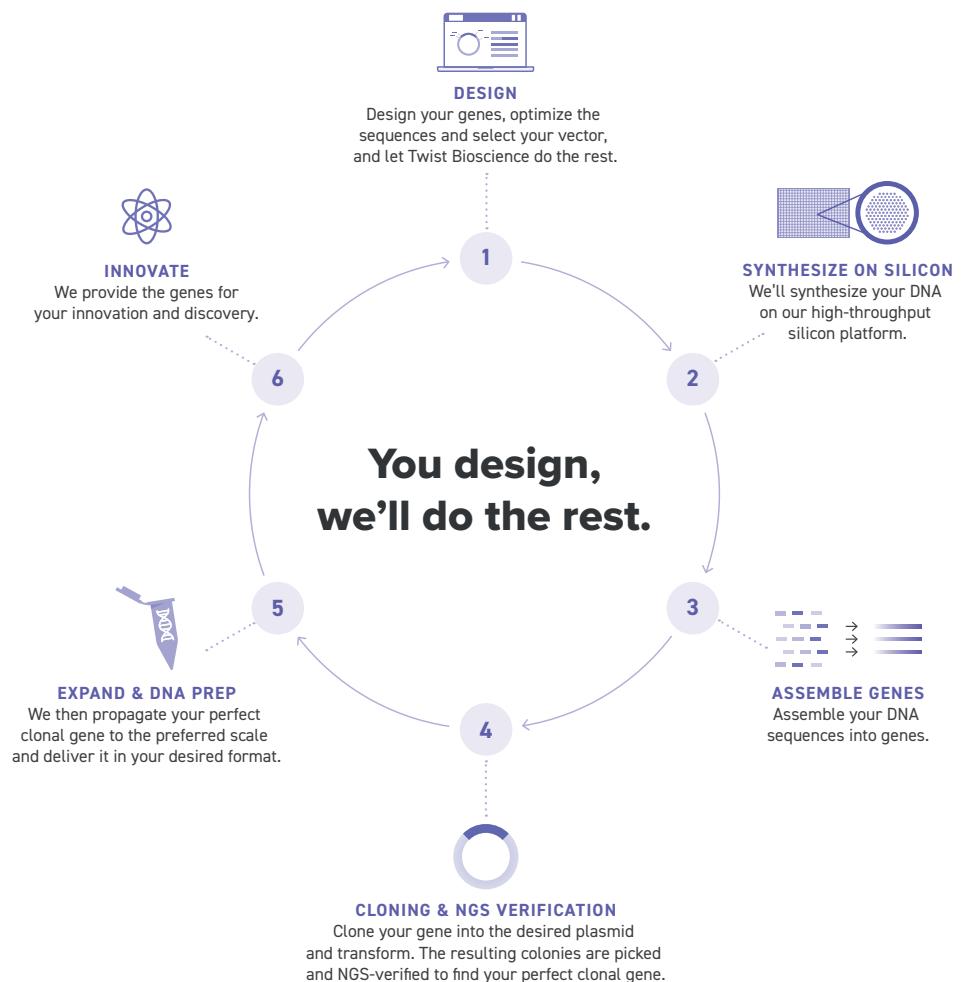 DESIGN
Design your genes, optimize the
sequences and select your vector,
and let Twist Bioscience do the rest.
1
SYNTHESIZE ON SILICON
We'll synthesize your DNA
on our high-throughput
silicon platform.
2
INNOVATE
We provide the genes for
your innovation and discovery.
6
You design,
we'll do the rest.
3
ASSEMBLE GENES
Assemble your DNA
sequences into genes.
5
EXPAND & DNA PREP
We then propagate your perfect
clonal gene to the preferred scale
and deliver it in your desired format.
4
CLONING & NGS VERIFICATION
Clone your gene into the desired plasmid
and transform. The resulting colonies are picked
and NGS-verified to find your perfect clonal gene.